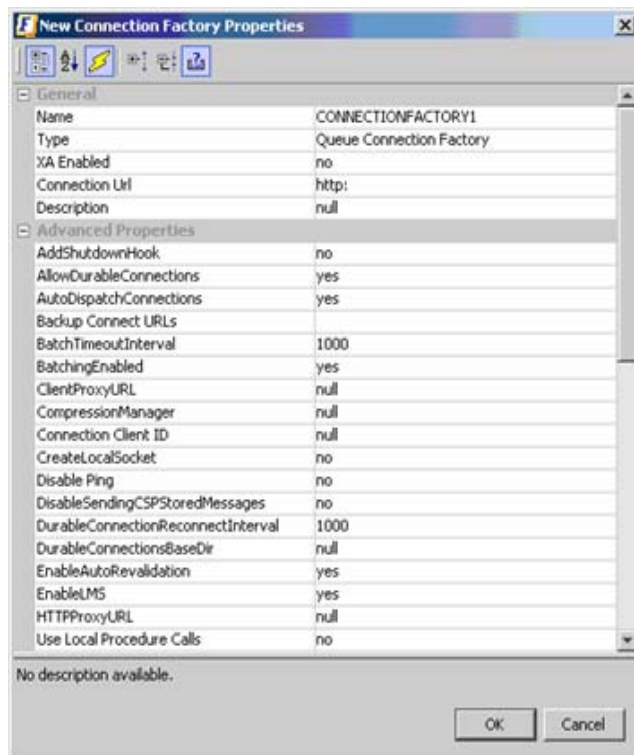 New Connection Factory Properties
General
Name CONNECTIONFACTORY1
Type Queue Connection Factory
XA Enabled no
Connection Url http:
Description null
Advanced Properties
AddShutdownHook no
AllowDurableConnections yes
AutoDispatchConnections yes
Backup Connect URLs
BatchTimeoutInterval 1000
BatchingEnabled yes
ClientProxyURL null
CompressionManager null
Connection Client ID null
CreateLocalSocket no
Disable Ping no
DisableSendingCSPStoredMessages no
DurableConnectionReconnectInterval 1000
DurableConnectionsBaseDir null
EnableAutoRevalidation yes
EnableLMS yes
HTTPProxyURL null
Use Local Procedure Calls no
No description available.
OK Cancel